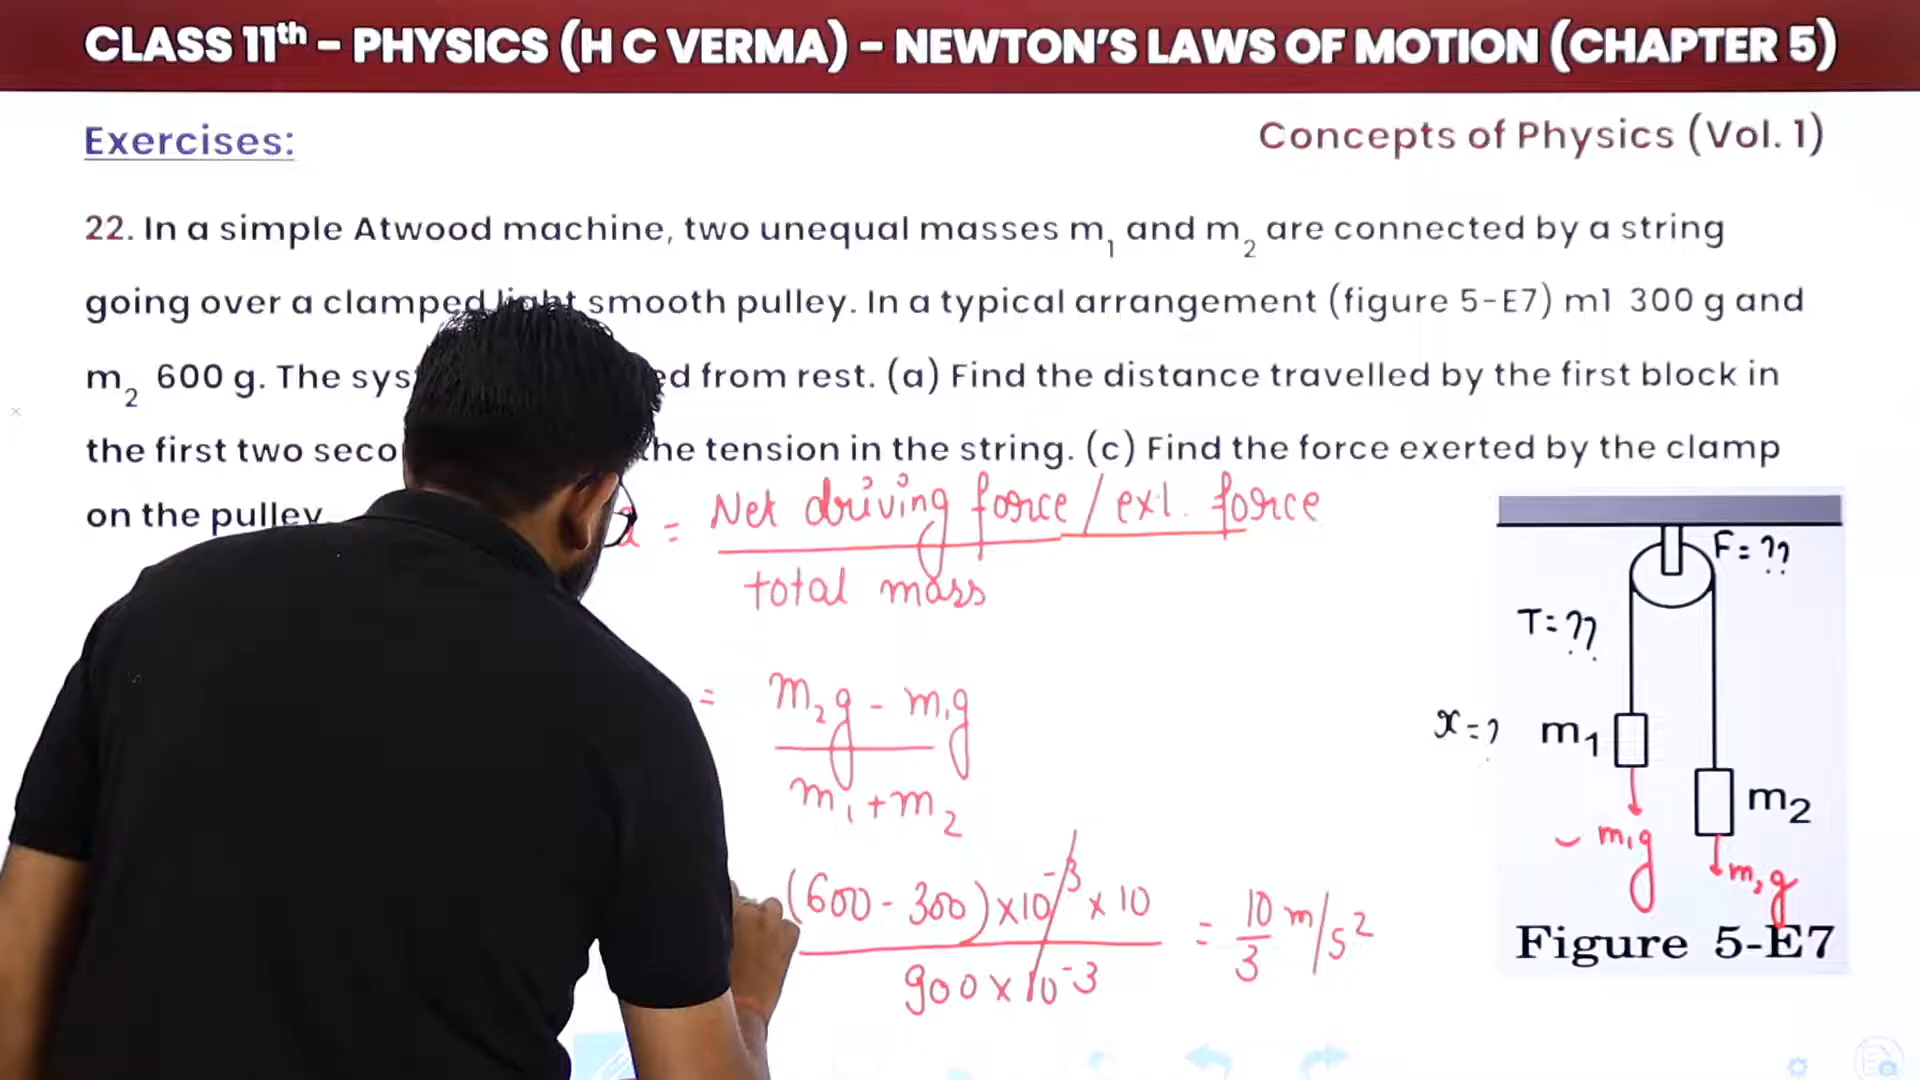 CLASS 11th – PHYSICS (H C VERMA) – NEWTON'S LAWS OF MOTION (CHAPTER 5)
Exercises:
Concepts of Physics (Vol. 1)
22. In a simple Atwood machine, two unequal masses m₁ and m₂ are connected by a string
going over a clamped light smooth pulley. In a typical arrangement (figure 5-E7) m1 300 g and
m₂ 600 g. The sys ed from rest. (a) Find the distance travelled by the first block in
the first two seco he tension in the string. (c) Find the force exerted by the clamp
on the pulley
a = Net driving force / ext. force
total mass
= m₂g - m₁g
m₁ + m₂
(600 - 300) × 10⁻³ × 10
900 × 10⁻³
= 10/3 m/s²
F = ??
T = ??
x = ?
m1
m2
m₁g
m₂g
Figure 5-E7